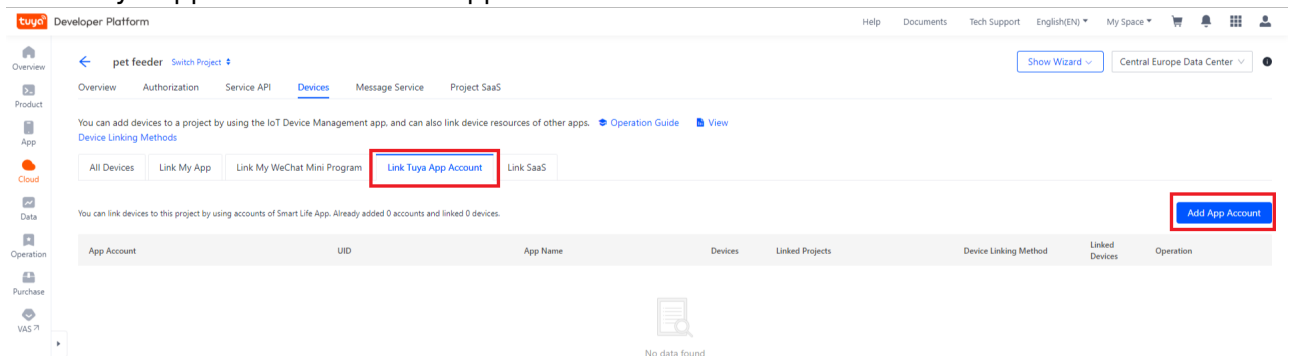 tuya Developer Platform
Help Documents Tech Support English(EN) My Space
Overview
Product
App
Cloud
Data
Operation
Purchase
VAS
pet feeder Switch Project
Show Wizard
Central Europe Data Center
Overview Authorization Service API Devices Message Service Project SaaS
You can add devices to a project by using the IoT Device Management app, and can also link device resources of other apps. Operation Guide View
Device Linking Methods
All Devices Link My App Link My WeChat Mini Program Link Tuya App Account Link SaaS
You can link devices to this project by using accounts of Smart Life App. Already added 0 accounts and linked 0 devices.
Add App Account
App Account UID App Name Devices Linked Projects Device Linking Method Linked Devices Operation
No data found